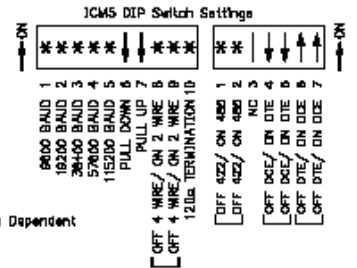 ICM5 DIP Switch Settings
ON
ON
9600 BAUD 1
19200 BAUD 2
38400 BAUD 3
57600 BAUD 4
115200 BAUD 5
PULL DOWN 6
PULL UP 7
OFF 4 WIRE/ ON 2 WIRE 8
OFF 4 WIRE/ ON 2 WIRE 9
120Ω TERMINATION 10
OFF 422/ ON 485 1
OFF 422/ ON 485 2
NC 3
OFF DCE/ ON DTE 4
OFF DCE/ ON DTE 5
OFF DTE/ ON DCE 6
OFF DTE/ ON DCE 7
Dependent